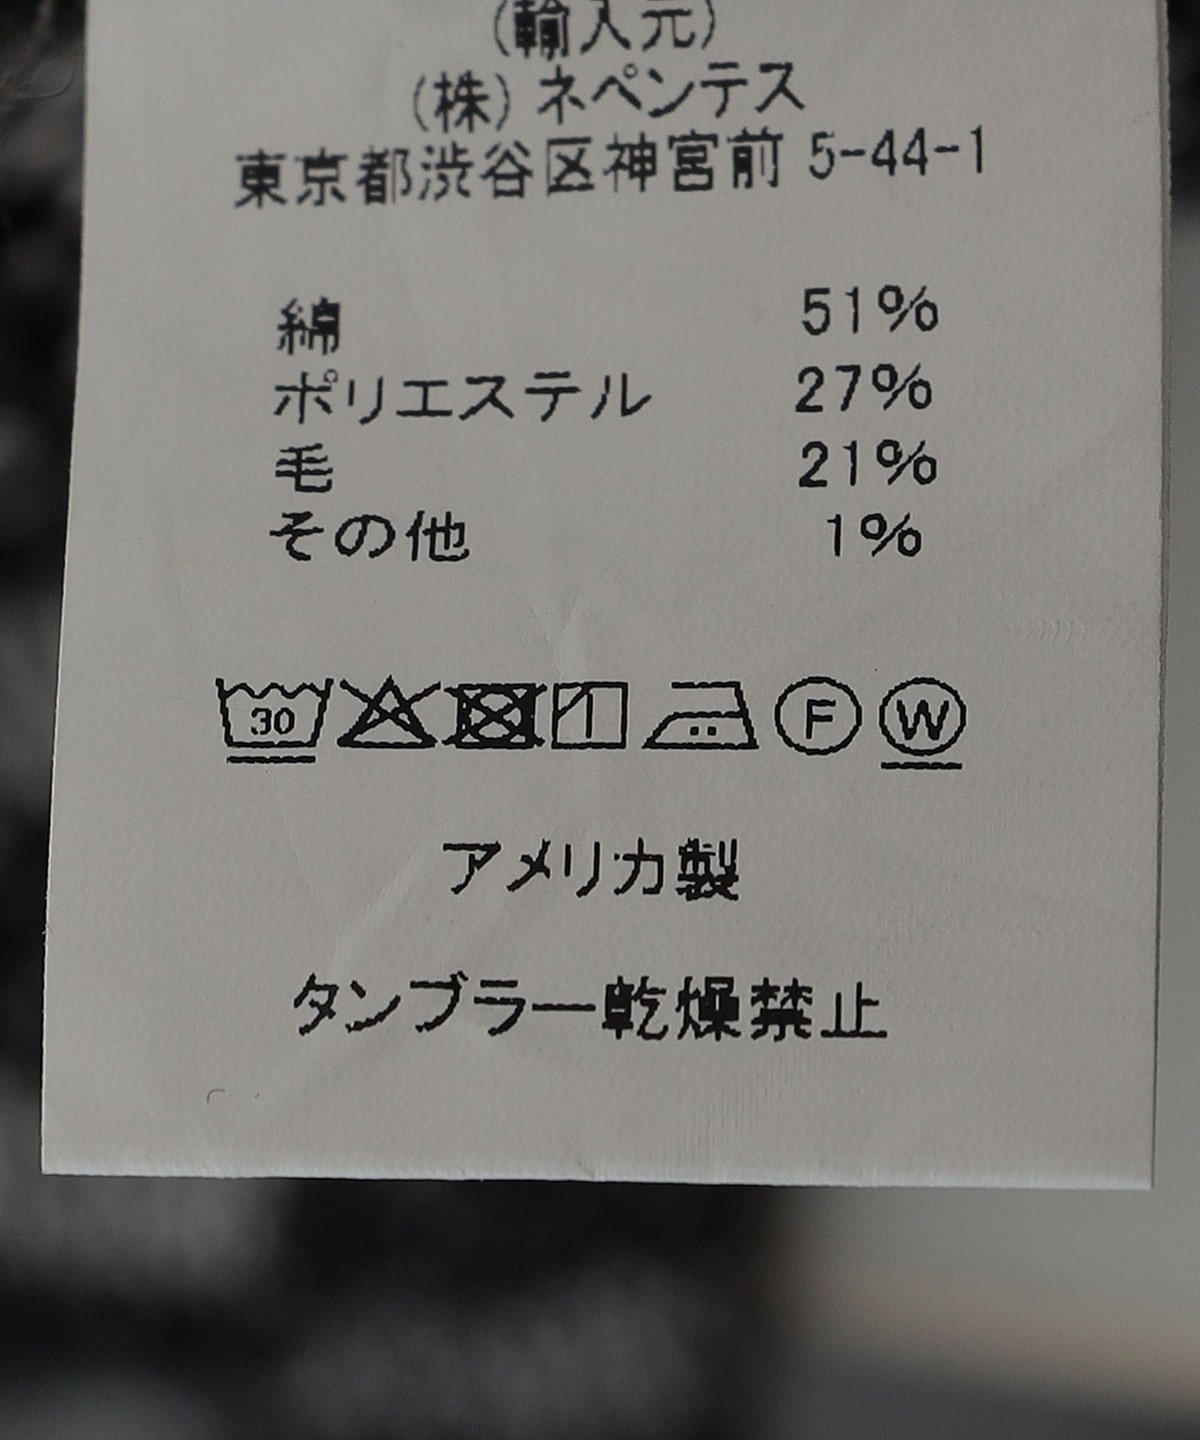 (輸入元)
(株) ネペンテス
東京都渋谷区神宮前 5-44-1
綿 51%
ポリエステル 27%
毛 21%
その他 1%
30 F W
アメリカ製
タンブラー乾燥禁止